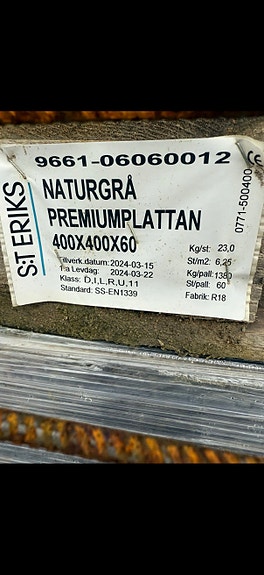 9661-06060012
CE
S:T ERIKS
NATURGRÅ
PREMIUMPLATTAN
400X400X60
Tillverk.datum: 2024-03-15
1:a Levdag: 2024-03-22
Klass: D,I,L,R,U,11
Standard: SS-EN1339
Kg/st: 23,0
St/m2: 6,25
Kg/pall: 1380
St/pall: 60
Fabrik: R18
0771-500400